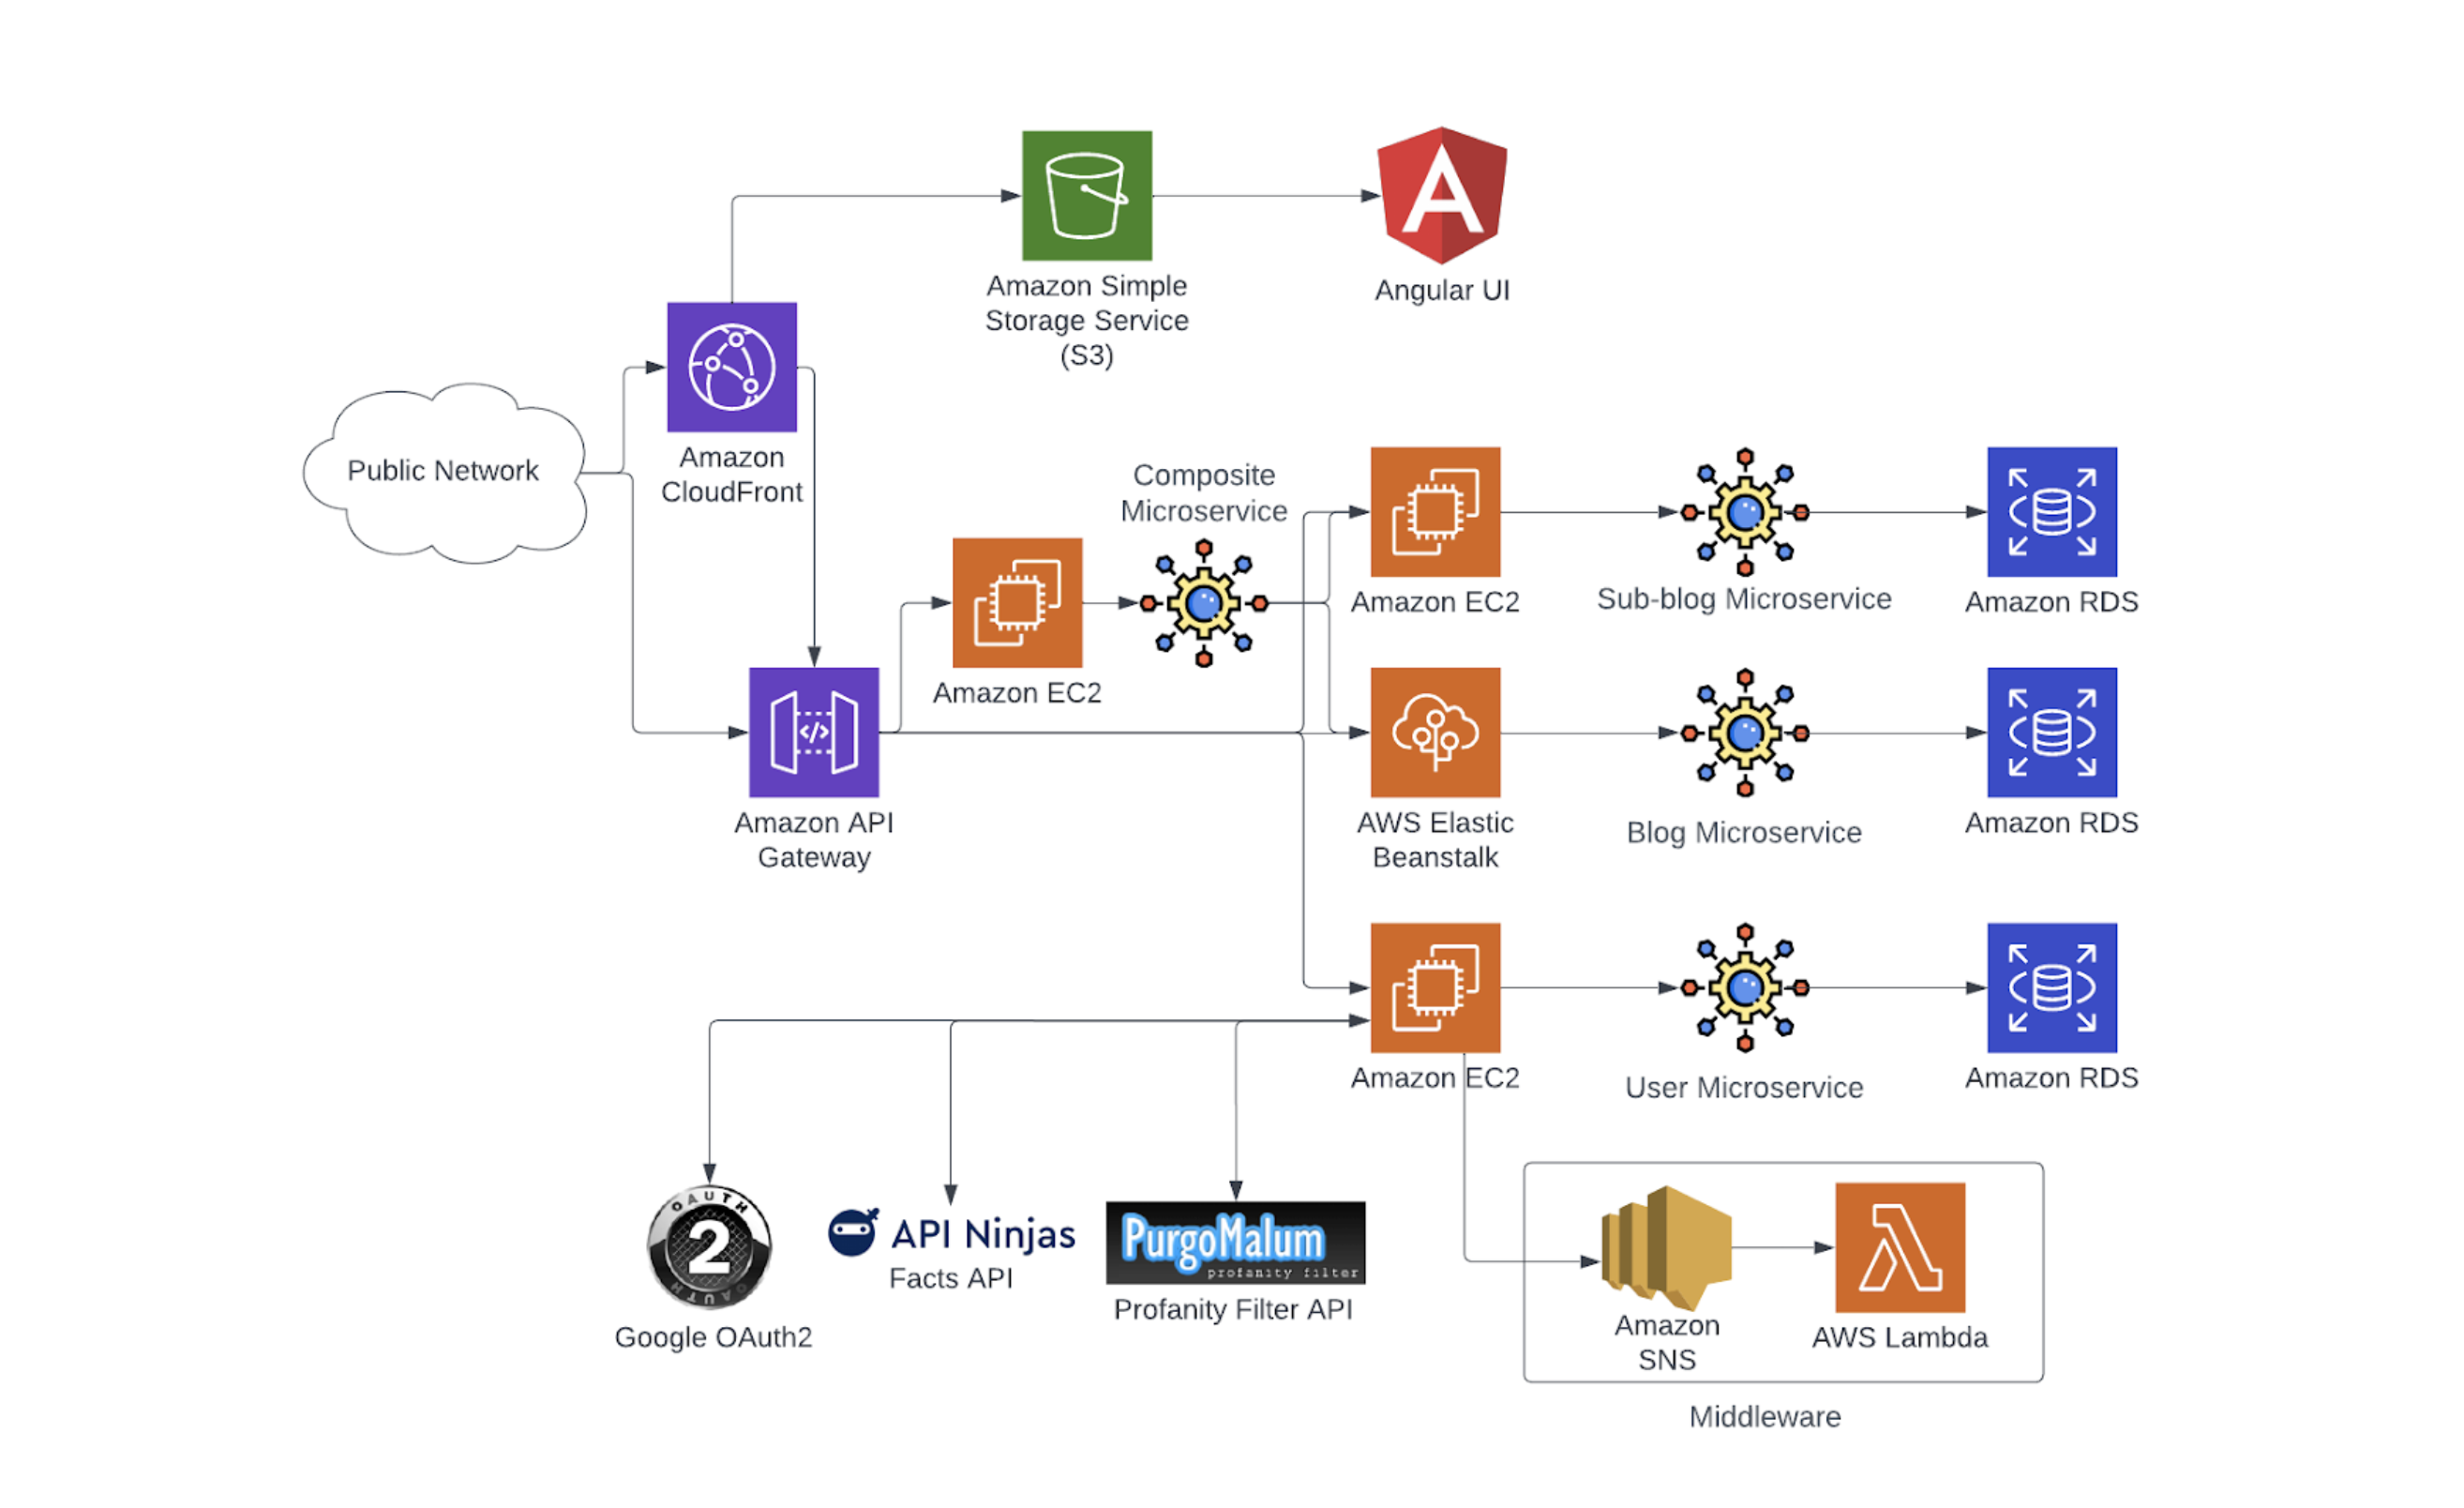 Amazon Simple
Storage Service
(S3)
Angular UI
Public Network
Amazon
CloudFront
Composite
Microservice
Amazon EC2
Amazon EC2
Sub-blog Microservice
Amazon RDS
</>
Amazon API
Gateway
AWS Elastic
Beanstalk
Blog Microservice
Amazon RDS
Amazon EC2
User Microservice
Amazon RDS
OAUTH
2
OAUTH
Google OAuth2
API Ninjas
Facts API
PurgoMalum
profanity filter
Profanity Filter API
Amazon
SNS
AWS Lambda
Middleware